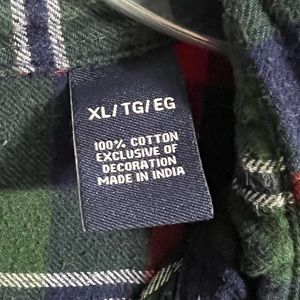 XL/TG/EG
100% COTTON
EXCLUSIVE OF
DECORATION
MADE IN INDIA